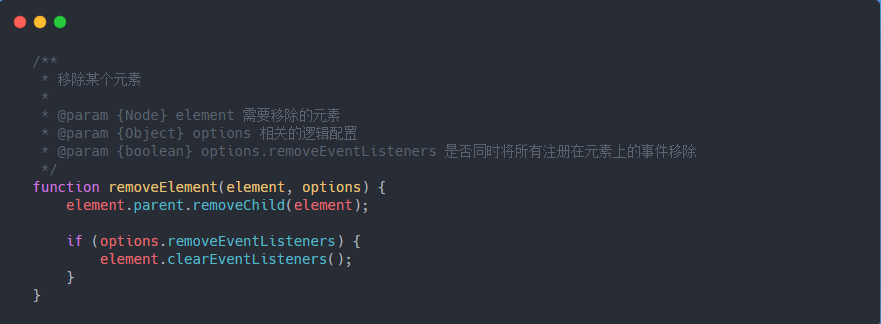 /**
 * 移除某个元素
 *
 * @param {Node} element 需要移除的元素
 * @param {Object} options 相关的逻辑配置
 * @param {boolean} options.removeEventListeners 是否同时将所有注册在元素上的事件移除
 */
function removeElement(element, options) {
    element.parent.removeChild(element);

    if (options.removeEventListeners) {
        element.clearEventListeners();
    }
}